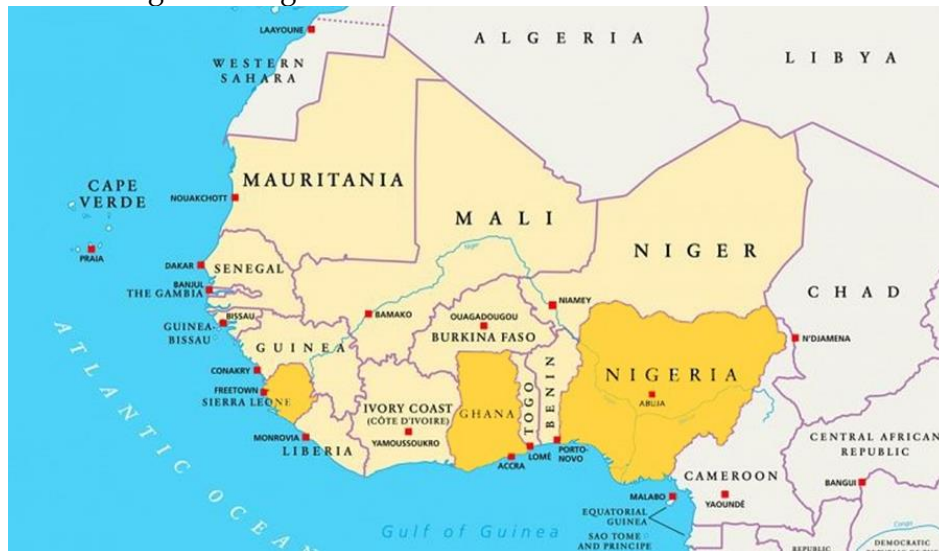 LAAYOUNE
WESTERN
SAHARA
ALGERIA
LIBYA
CAPE
VERDE
PRAIA
NOUAKCHOTT
MAURITANIA
MALI
Niger
NIGER
CHAD
DAKAR
SENEGAL
BANJUL
THE GAMBIA
BISSAU
GUINEA-
BISSAU
GUINEA
BAMAKO
OUAGADOUGOU
BURKINA FASO
NIAMEY
N'DJAMENA
CONAKRY
FREETOWN
SIERRA LEONE
MONROVIA
LIBERIA
IVORY COAST
(CÔTE D'IVOIRE)
YAMOUSSOUKRO
GHANA
ACCRA
TOGO
LOMÉ
BENIN
PORTO-
NOVO
NIGERIA
ABUJA
CENTRAL AFRICAN
REPUBLIC
BANGUI
CAMEROON
YAOUNDÉ
MALABO
EQUATORIAL
GUINEA
SAO TOME
AND PRINCIPE
Gulf of Guinea
ATLANTIC OCEAN
Congo
REPUBLIC
DEMOCRATIC